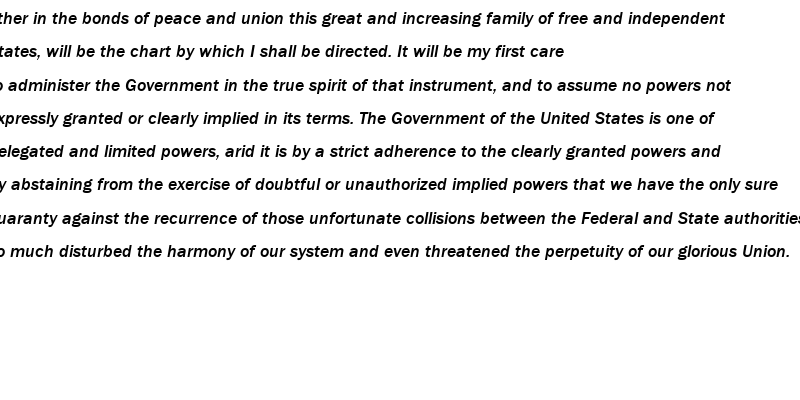 ther in the bonds of peace and union this great and increasing family of free and independent
tates, will be the chart by which I shall be directed. It will be my first care
o administer the Government in the true spirit of that instrument, and to assume no powers not
xpressly granted or clearly implied in its terms. The Government of the United States is one of
elegated and limited powers, arid it is by a strict adherence to the clearly granted powers and
y abstaining from the exercise of doubtful or unauthorized implied powers that we have the only sure
uaranty against the recurrence of those unfortunate collisions between the Federal and State authorities
o much disturbed the harmony of our system and even threatened the perpetuity of our glorious Union.